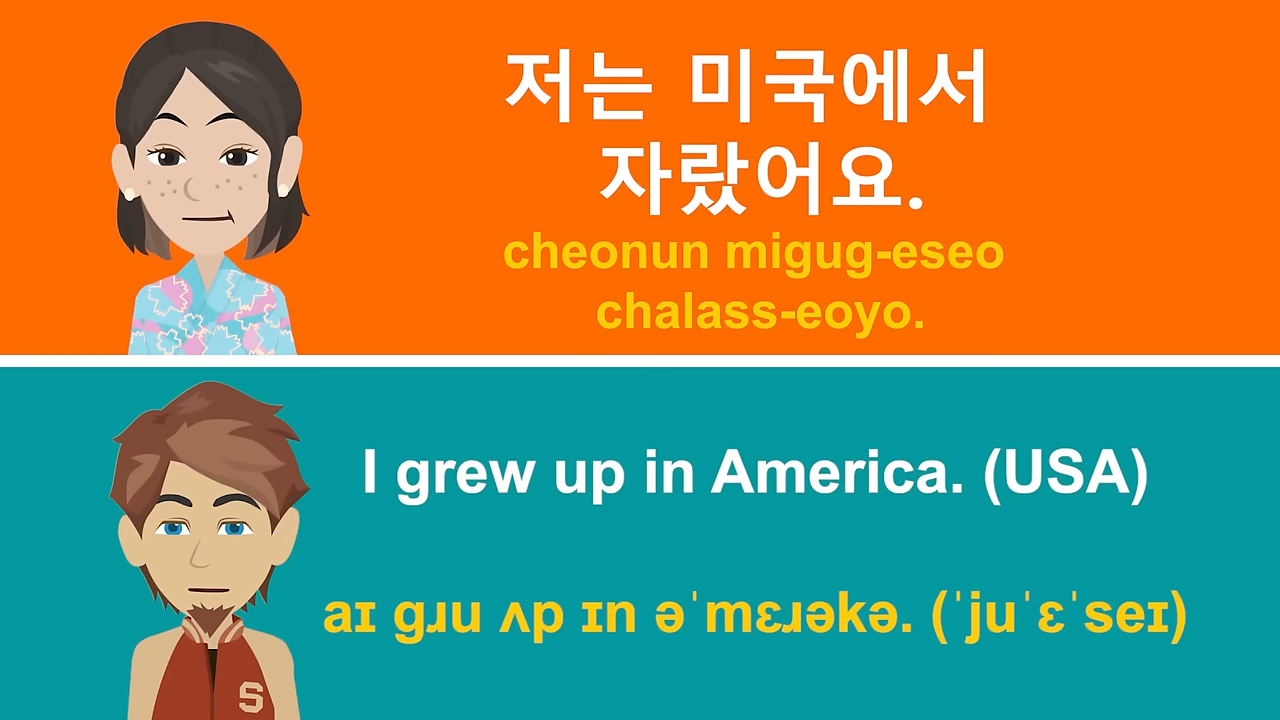 저는 미국에서
자랐어요.
cheonun migug-eseo
chalass-eoyo.
I grew up in America. (USA)
aɪ gɹu ʌp ɪn əˈmɛɹəkə. (ˈjuˈɛˈseɪ)
S